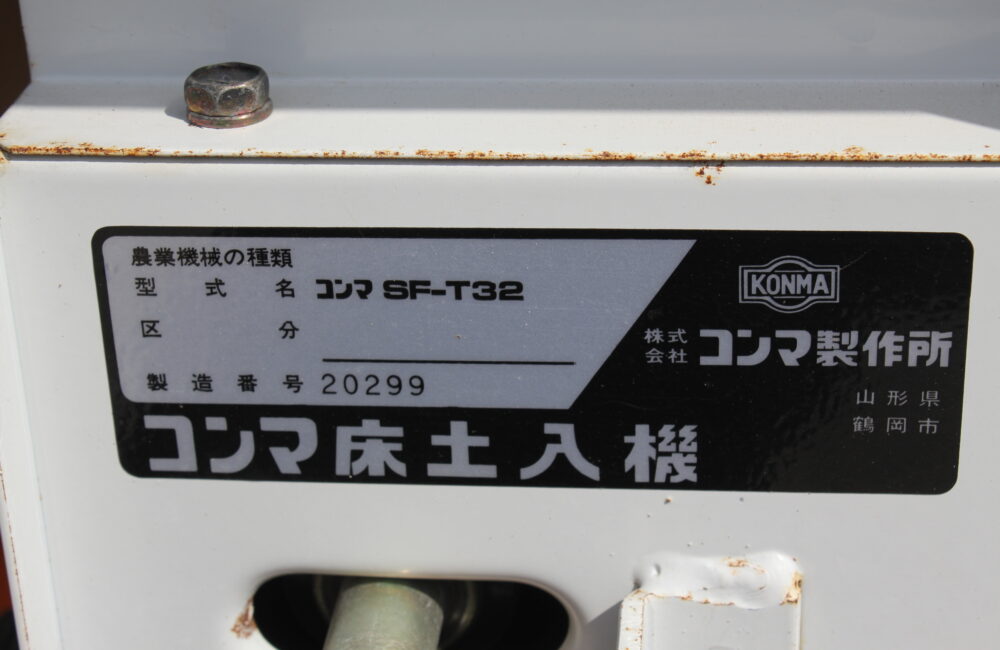 農業機械の種類
型式名 コンマ SF-T32
区分
製造番号 20299
コンマ床土入機
KONMA
株式会社 コンマ製作所
山形県
鶴岡市